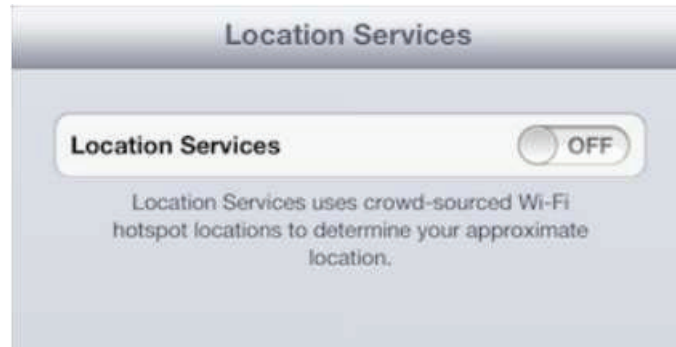 Location Services
Location Services OFF
Location Services uses crowd-sourced Wi-Fi
hotspot locations to determine your approximate
location.